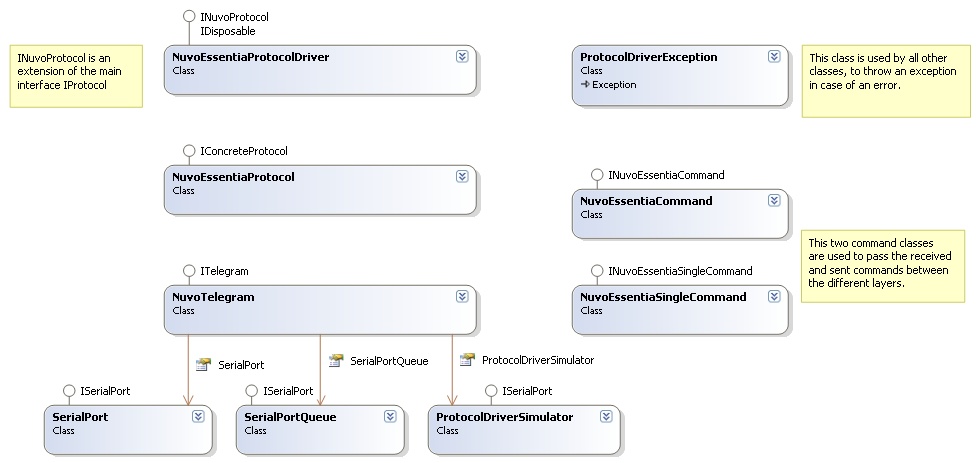 INuvoProtocol
IDisposable
INuvoProtocol is an
extension of the main
interface IProtocol
NuvoEssentiaProtocolDriver
Class
ProtocolDriverException
Class
Exception
This class is used by all other
classes, to throw an exception
in case of an error.
IConcreteProtocol
NuvoEssentiaProtocol
Class
INuvoEssentiaCommand
NuvoEssentiaCommand
Class
This two command classes
are used to pass the received
and sent commands between
the different layers.
ITelegram
NuvoTelegram
Class
INuvoEssentiaSingleCommand
NuvoEssentiaSingleCommand
Class
SerialPort
SerialPortQueue
ProtocolDriverSimulator
ISerialPort
SerialPort
Class
ISerialPort
SerialPortQueue
Class
ISerialPort
ProtocolDriverSimulator
Class